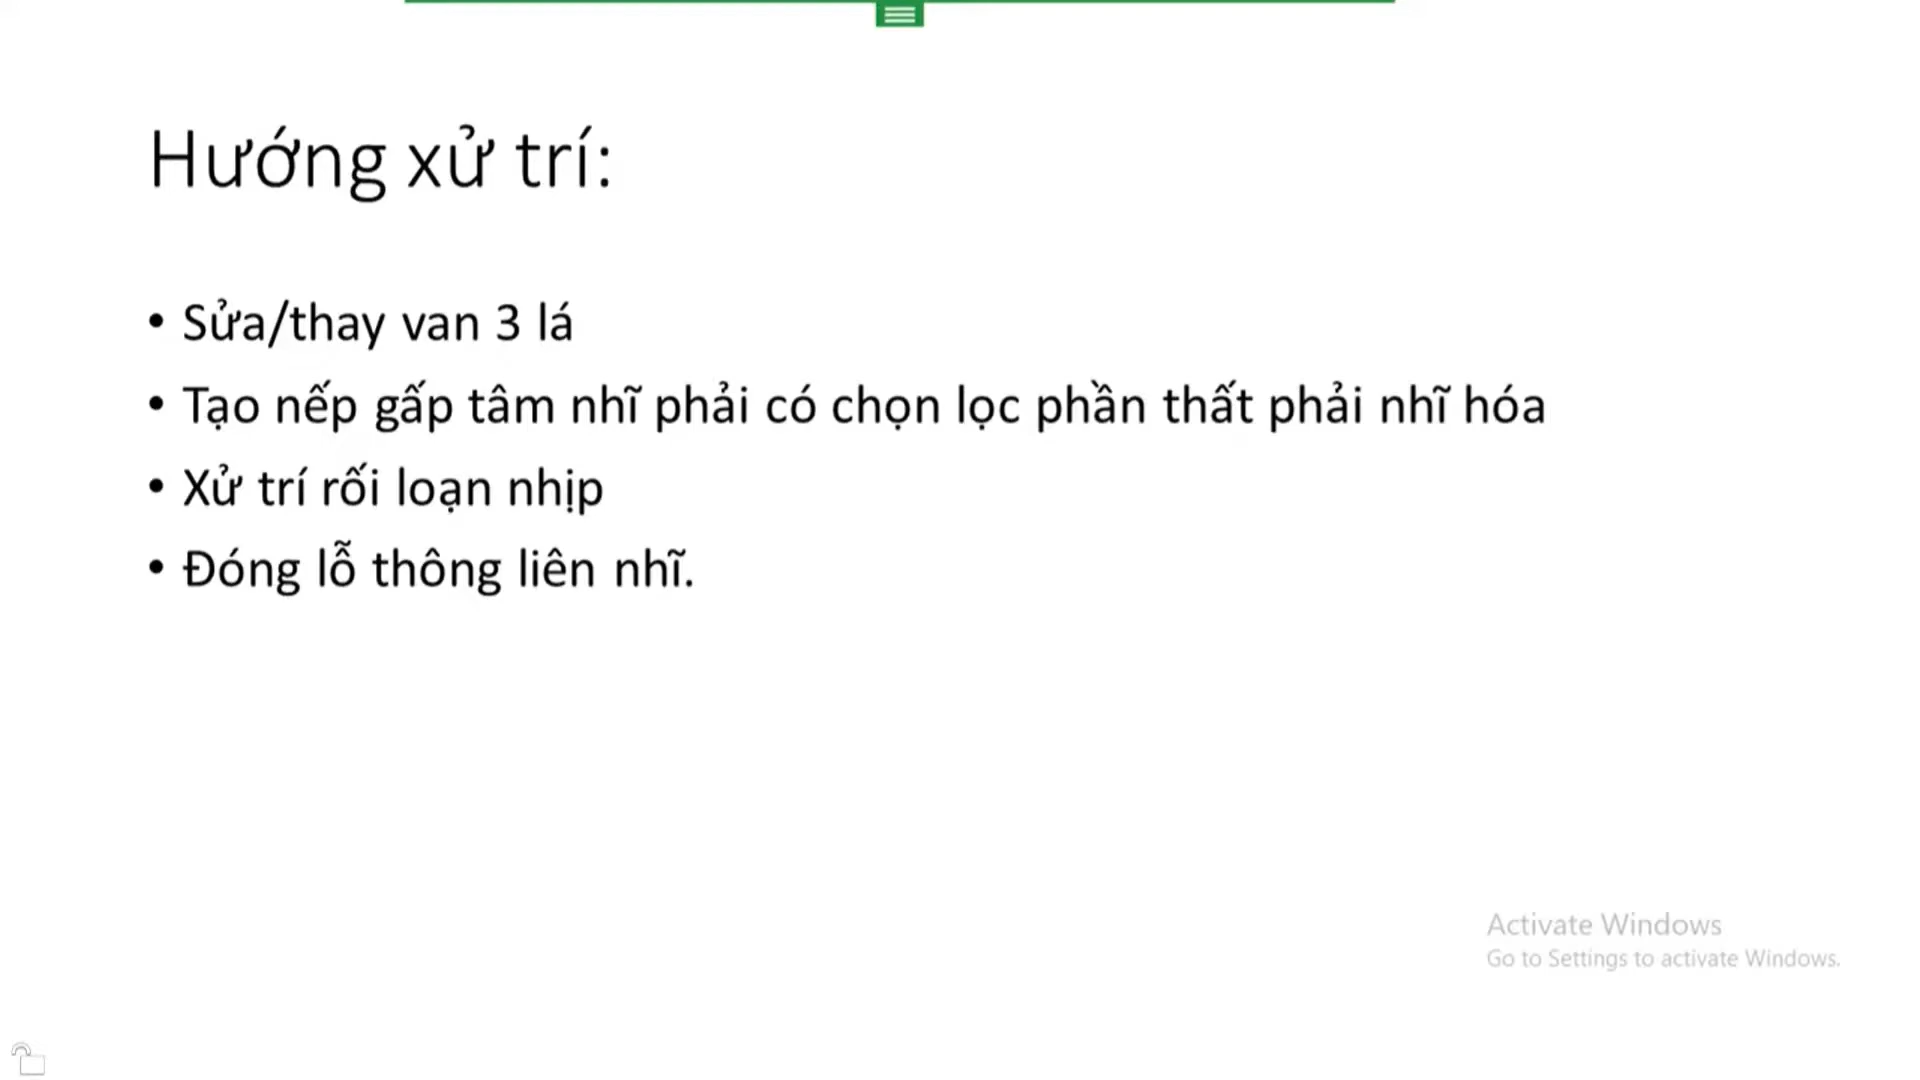 Hướng xử trí:
• Sửa/thay van 3 lá
• Tạo nếp gấp tâm nhĩ phải có chọn lọc phần thất phải nhĩ hóa
• Xử trí rối loạn nhịp
• Đóng lỗ thông liên nhĩ.
Activate Windows
Go to Settings to activate Windows.